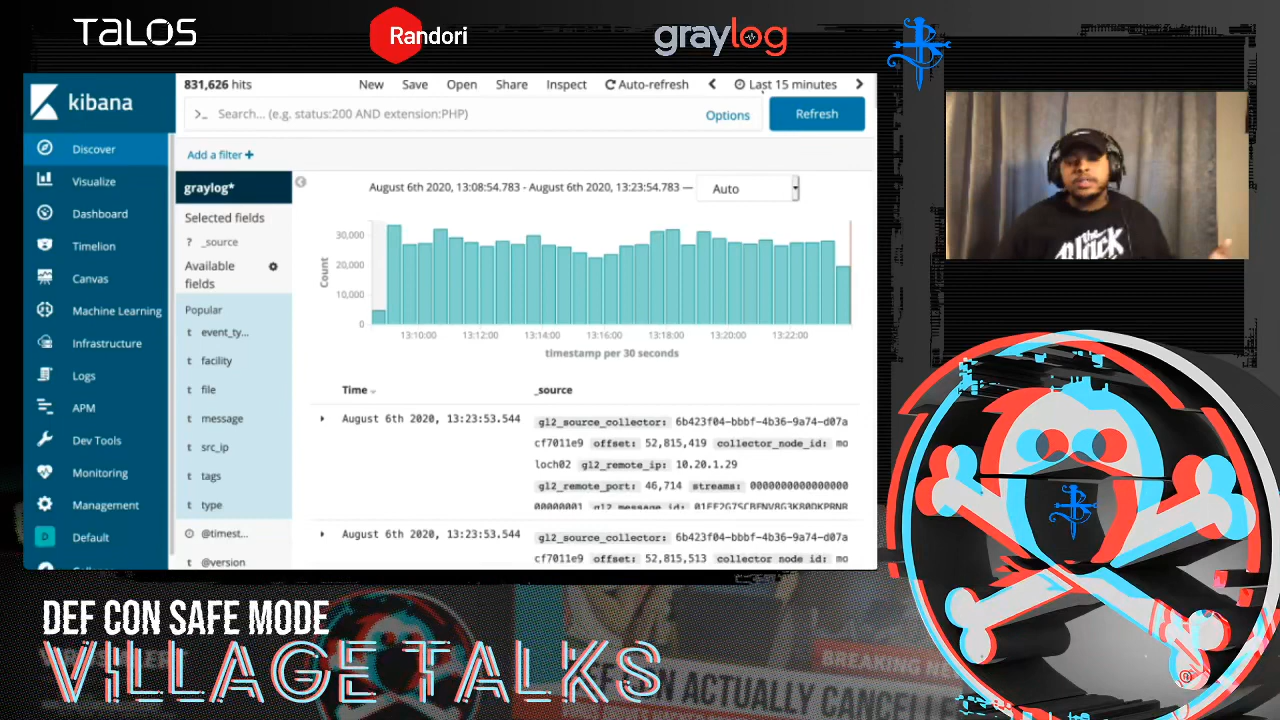 TALOS
Randori
graylog
kibana
831,626 hits
New Save Open Share Inspect Auto-refresh Last 15 minutes
>_ Search... (e.g. status:200 AND extension:PHP) Options Refresh
Add a filter +
Discover
Visualize
Dashboard
Timelion
Canvas
Machine Learning
Infrastructure
Logs
APM
Dev Tools
Monitoring
Management
D Default
graylog*
Selected fields
? _source
Available
fields
Popular
t event_ty...
t facility
t file
t message
t src_ip
t tags
t type
@timest...
@version
August 6th 2020, 13:08:54.783 - August 6th 2020, 13:23:54.783 — Auto
Count
30,000
20,000
10,000
0
13:10:00 13:12:00 13:14:00 13:16:00 13:18:00 13:20:00 13:22:00
timestamp per 30 seconds
Time _source
August 6th 2020, 13:23:53.544
gl2_source_collector: 6b423f04-bbbf-4b36-9a74-d07a
cf7011e9 offset: 52,815,419 collector_node_id: mo
loch02 gl2_remote_ip: 10.20.1.29
gl2_remote_port: 46,714 streams: 000000000000000
August 6th 2020, 13:23:53.544
gl2_source_collector: 6b423f04-bbbf-4b36-9a74-d07a
cf7011e9 offset: 52,815,513 collector_node_id: mo
the
BLACK
DEF CON SAFE MODE
VILLAGE TALKS
BREAKING
ACTUALLY